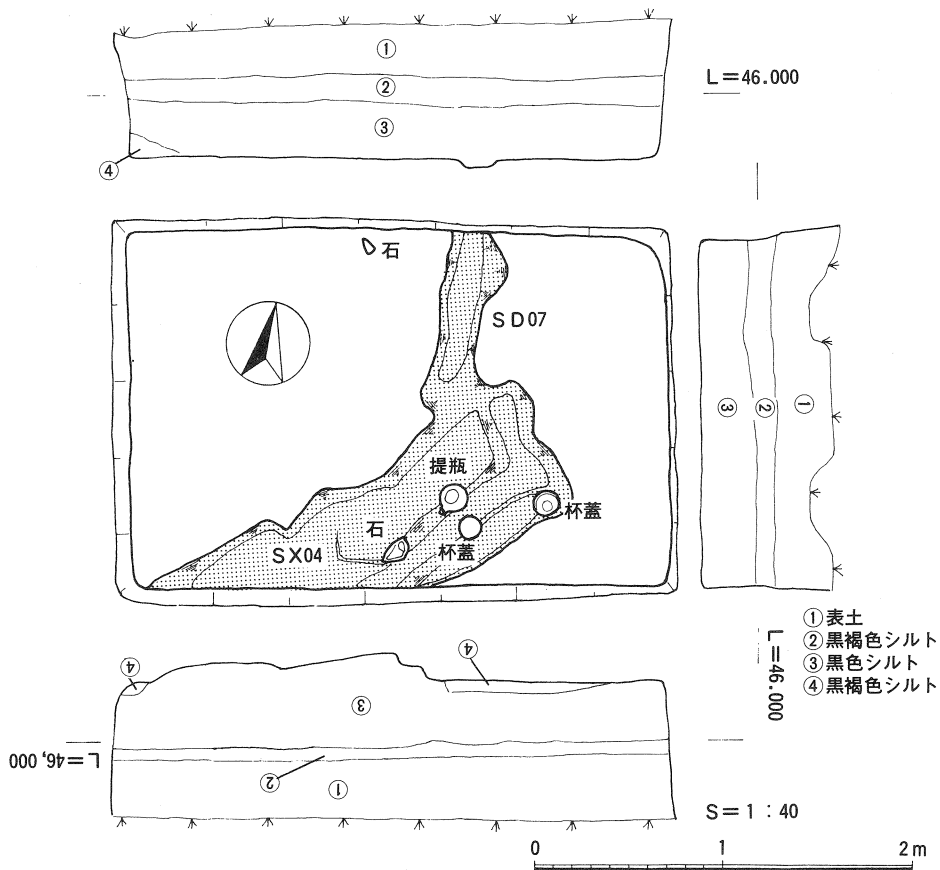 ①
L=46.000
②
③
④
石
SD07
③
②
①
提瓶
杯蓋
石
杯蓋
SX04
①表土
②黒褐色シルト
③黒色シルト
④黒褐色シルト
L=46.000
④
④
③
L=46,000
②
①
S=1:40
0 1 2m